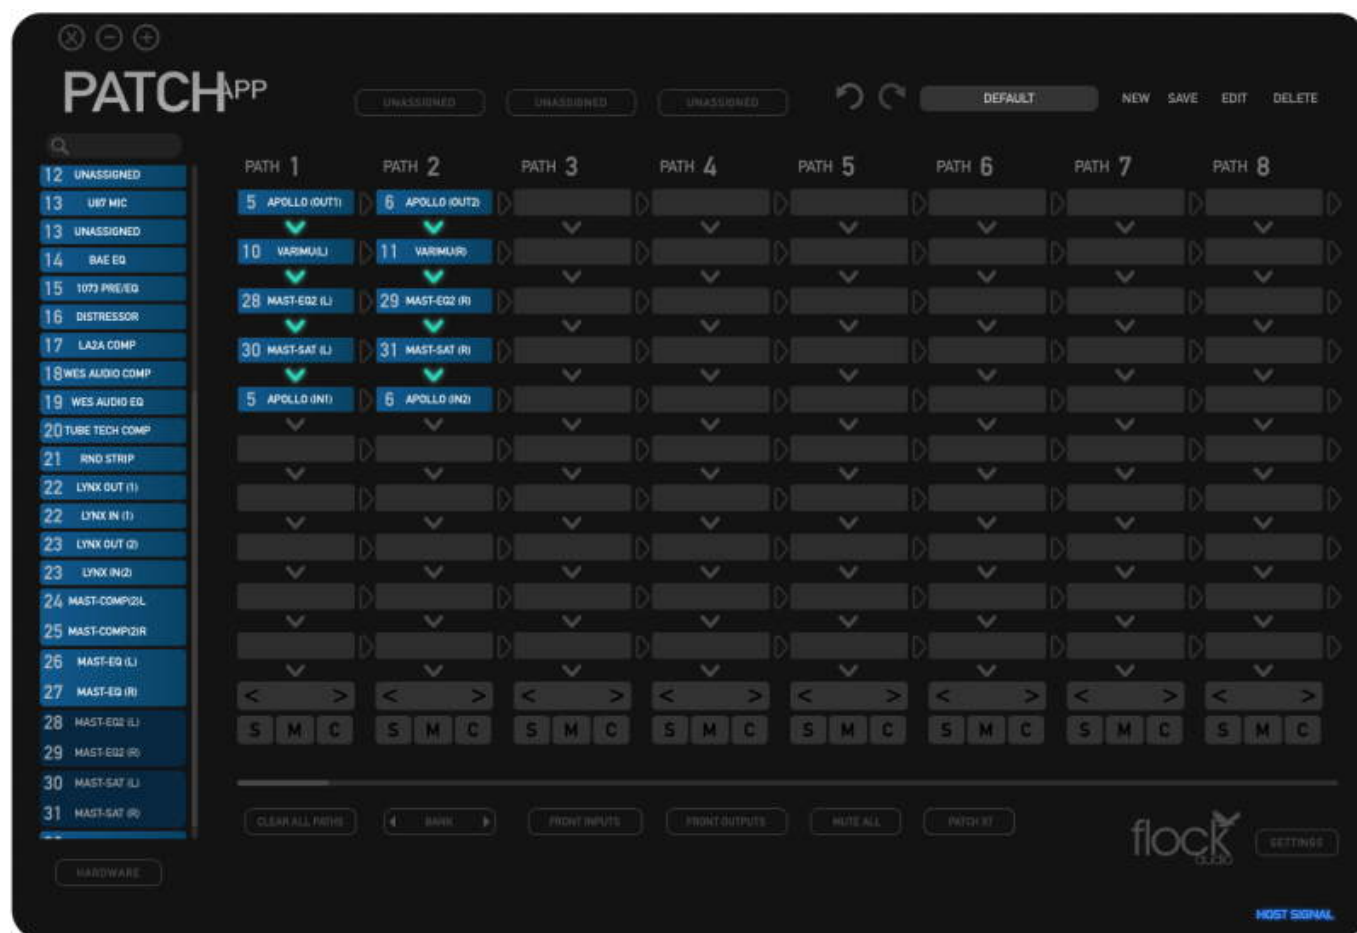 PATCH APP
UNASSIGNED UNASSIGNED UNASSIGNED DEFAULT NEW SAVE EDIT DELETE
PATH 1 PATH 2 PATH 3 PATH 4 PATH 5 PATH 6 PATH 7 PATH 8
12 UNASSIGNED
13 U87 MIC
13 UNASSIGNED
14 BAE EQ
15 1073 PRE/EQ
16 DISTRESSOR
17 LA2A COMP
18 WES AUDIO COMP
19 WES AUDIO EQ
20 TUBE TECH COMP
21 RND STRIP
22 LYNX OUT (1)
22 LYNX IN (1)
23 LYNX OUT (2)
23 LYNX IN(2)
24 MAST-COMP(2)L
25 MAST-COMP(2)R
26 MAST-EQ (L)
27 MAST-EQ (R)
28 MAST-EQ2 (L)
29 MAST-EQ2 (R)
30 MAST-SAT (L)
31 MAST-SAT (R)
5 APOLLO (OUT1) 6 APOLLO (OUT2)
10 VARIMU(L) 11 VARIMU(R)
28 MAST-EQ2 (L) 29 MAST-EQ2 (R)
30 MAST-SAT (L) 31 MAST-SAT (R)
5 APOLLO (IN1) 6 APOLLO (IN2)
< > < > < > < > < > < > < > < >
S M C S M C S M C S M C S M C S M C S M C S M C
CLEAR ALL PATHS BANK FRONT INPUTS FRONT OUTPUTS MUTE ALL PATCH XT
flock audio
SETTINGS
HARDWARE
HOST SIGNAL